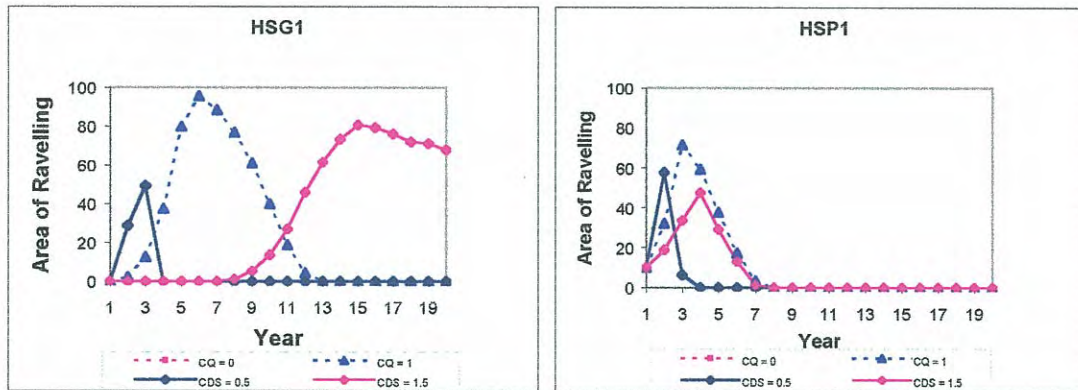 HSG1
Area of Ravelling
100
80
60
40
20
0
1 3 5 7 9 11 13 15 17 19
Year
CQ = 0 CQ = 1
CDS = 0.5 CDS = 1.5
HSP1
Area of Ravelling
100
80
60
40
20
0
1 3 5 7 9 11 13 15 17 19
Year
CQ = 0 CQ = 1
CDS = 0.5 CDS = 1.5